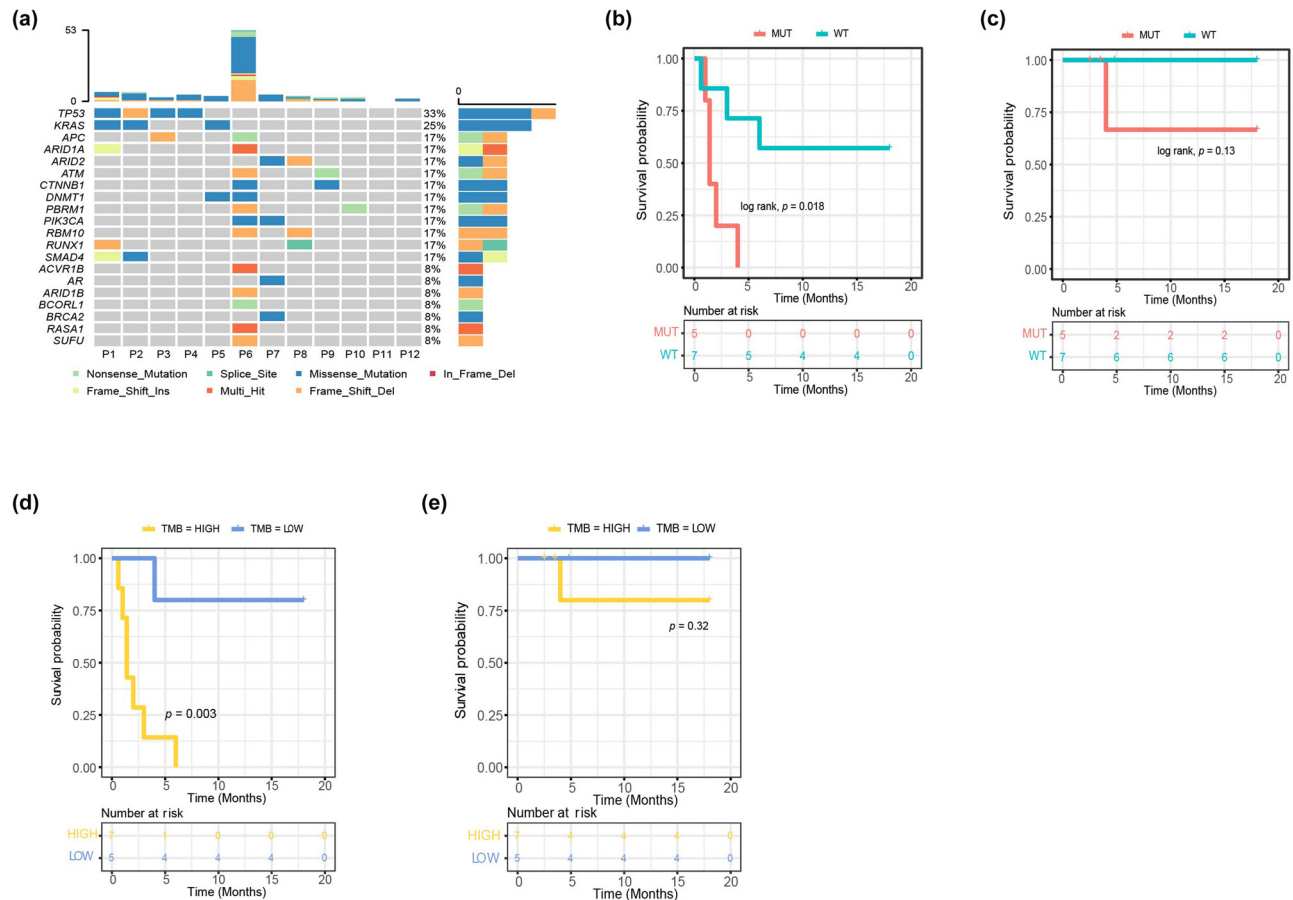 (a)
53
0
0
TP53 33%
KRAS 25%
APC 17%
ARID1A 17%
ARID2 17%
ATM 17%
CTNNB1 17%
DNMT1 17%
PBRM1 17%
PIK3CA 17%
RBM10 17%
RUNX1 17%
SMAD4 17%
ACVR1B 8%
AR 8%
ARID1B 8%
BCORL1 8%
BRCA2 8%
RASA1 8%
SUFU 8%
P1 P2 P3 P4 P5 P6 P7 P8 P9 P10 P11 P12
Nonsense_Mutation Splice_Site Missense_Mutation In_Frame_Del
Frame_Shift_Ins Multi_Hit Frame_Shift_Del
(b)
MUT WT
Survival probability
1.00
0.75
0.50
0.25
0.00
log rank, p = 0.018
0 5 10 15 20
Time (Months)
Number at risk
MUT 5 0 0 0 0
WT 7 5 4 4 0
0 5 10 15 20
Time (Months)
(c)
MUT WT
Survival probability
1.00
0.75
0.50
0.25
0.00
log rank, p = 0.13
0 5 10 15 20
Time (Months)
Number at risk
MUT 5 2 2 2 0
WT 7 6 6 6 0
0 5 10 15 20
Time (Months)
(d)
TMB = HIGH TMB = LOW
Survival probability
1.00
0.75
0.50
0.25
0.00
p = 0.003
0 5 10 15 20
Time (Months)
Number at risk
HIGH 7 1 0 0 0
LOW 5 4 4 4 0
0 5 10 15 20
Time (Months)
(e)
TMB = HIGH TMB = LOW
Survival probability
1.00
0.75
0.50
0.25
0.00
p = 0.32
0 5 10 15 20
Time (Months)
Number at risk
HIGH 7 4 4 4 0
LOW 5 4 4 4 0
0 5 10 15 20
Time (Months)